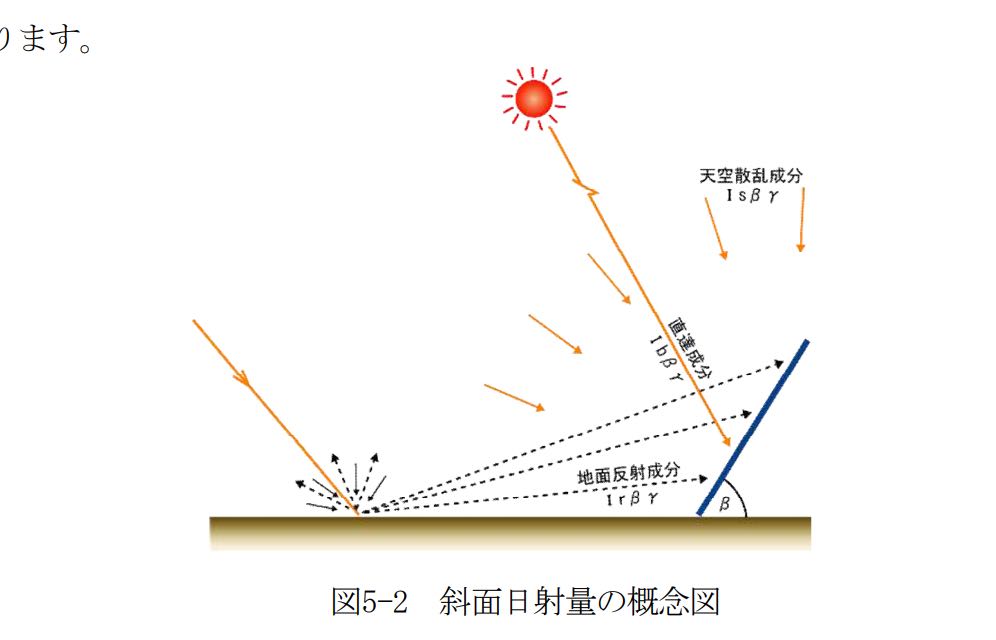 ります。
天空散乱成分
Ｉｓβγ
直達成分
Ｉｂβγ
地面反射成分
Ｉｒβγ
β
図5-2　斜面日射量の概念図